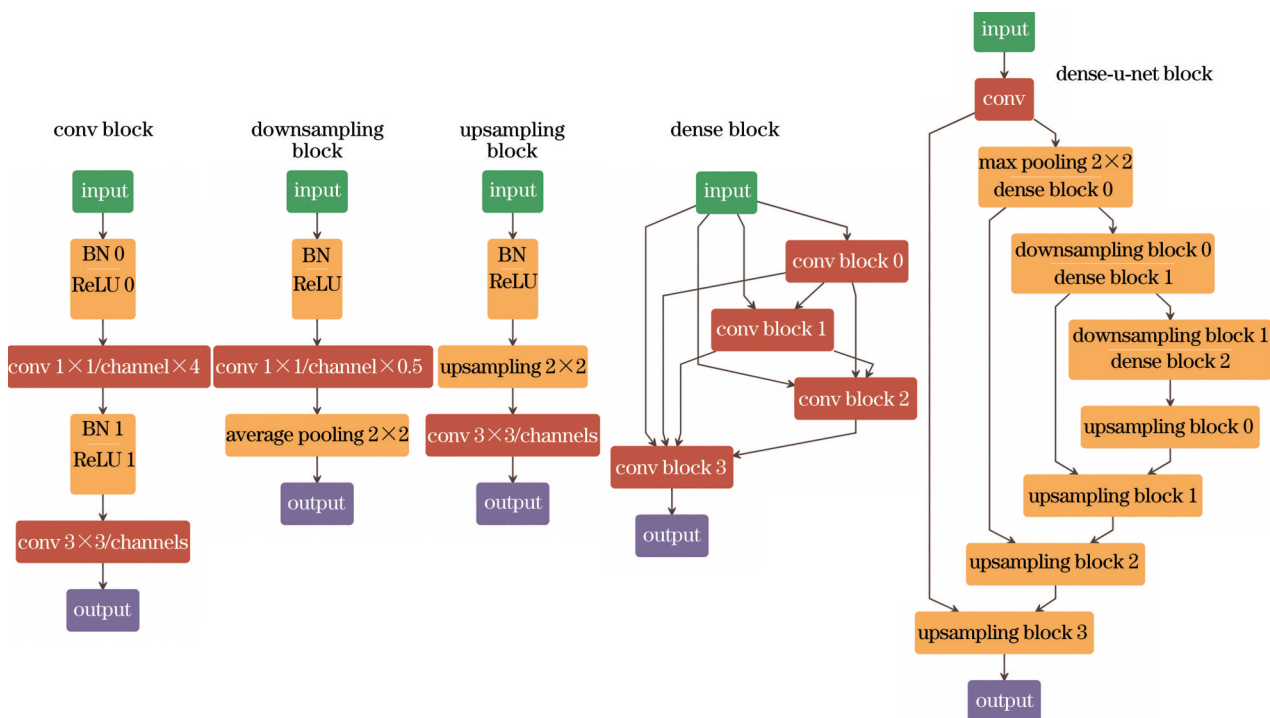 conv block
input
BN 0
ReLU 0
conv 1×1/channel×4
BN 1
ReLU 1
conv 3×3/channels
output
downsampling
block
input
BN
ReLU
conv 1×1/channel×0.5
average pooling 2×2
output
upsampling
block
input
BN
ReLU
upsampling 2×2
conv 3×3/channels
output
dense block
input
conv block 0
conv block 1
conv block 2
conv block 3
output
dense-u-net block
input
conv
max pooling 2×2
dense block 0
downsampling block 0
dense block 1
downsampling block 1
dense block 2
upsampling block 0
upsampling block 1
upsampling block 2
upsampling block 3
output